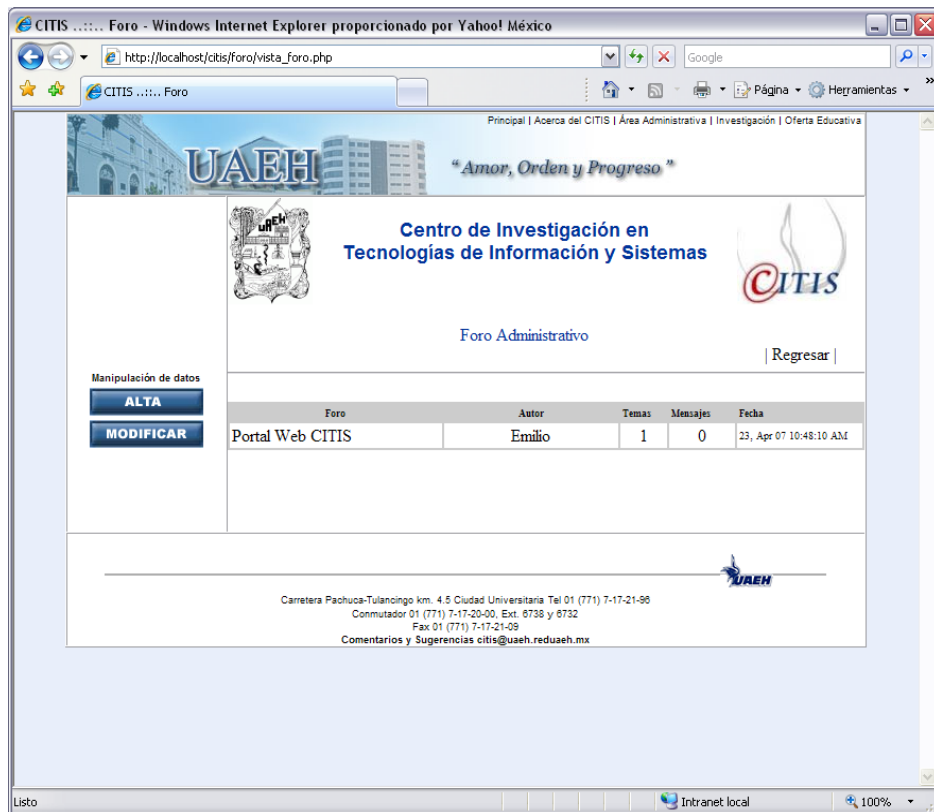 CITIS ..::.. Foro - Windows Internet Explorer proporcionado por Yahoo! México
http://localhost/citis/foro/vista_foro.php
Google
CITIS ..::.. Foro
Página
Herramientas
Principal | Acerca del CITIS | Área Administrativa | Investigación | Oferta Educativa
UAEH
“ Amor, Orden y Progreso ”
UAEH
Centro de Investigación en
Tecnologías de Información y Sistemas
CITIS
Foro Administrativo
| Regresar |
Manipulación de datos
ALTA
MODIFICAR
Foro Autor Temas Mensajes Fecha
Portal Web CITIS Emilio 1 0 23, Apr 07 10:48:10 AM
UAEH
Carretera Pachuca-Tulancingo km. 4.5 Ciudad Universitaria Tel 01 (771) 7-17-21-96
Conmutador 01 (771) 7-17-20-00, Ext. 6738 y 6732
Fax 01 (771) 7-17-21-09
Comentarios y Sugerencias citis@uaeh.reduaeh.mx
Listo
Intranet local
100%